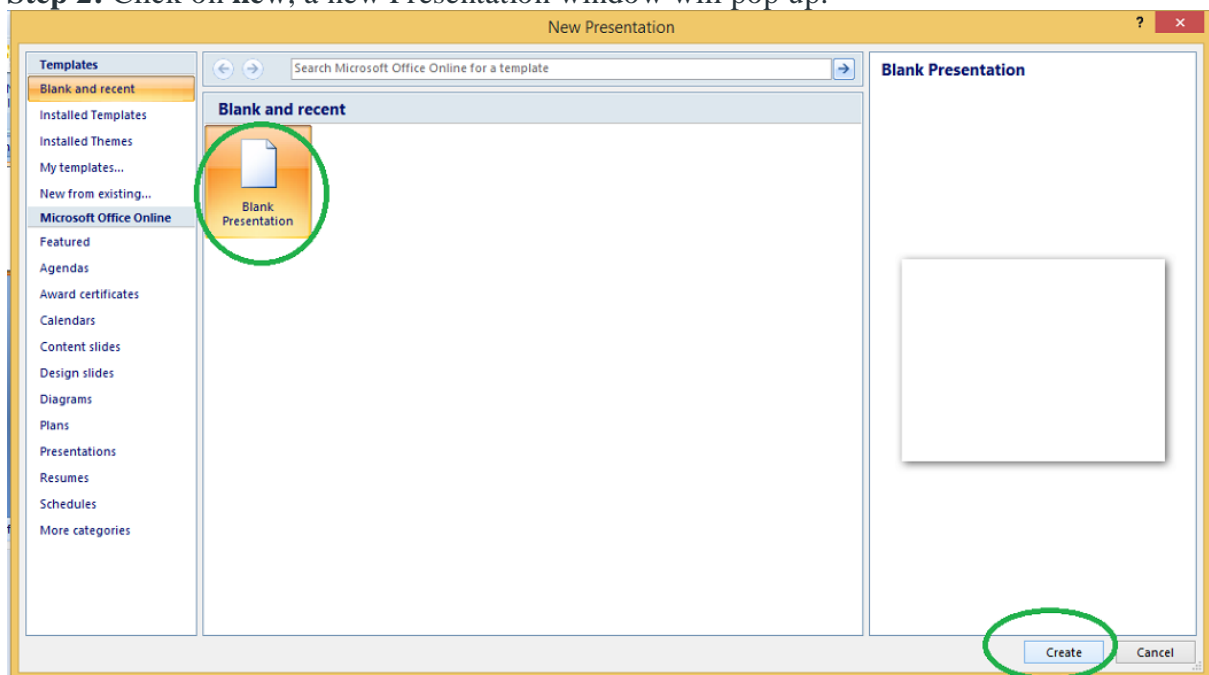 Step 2: Click on new, a new Presentation window will pop up.
New Presentation
?
Templates
Blank and recent
Installed Templates
Installed Themes
My templates...
New from existing...
Microsoft Office Online
Featured
Agendas
Award certificates
Calendars
Content slides
Design slides
Diagrams
Plans
Presentations
Resumes
Schedules
More categories
Search Microsoft Office Online for a template
Blank and recent
Blank
Presentation
Blank Presentation
Create
Cancel